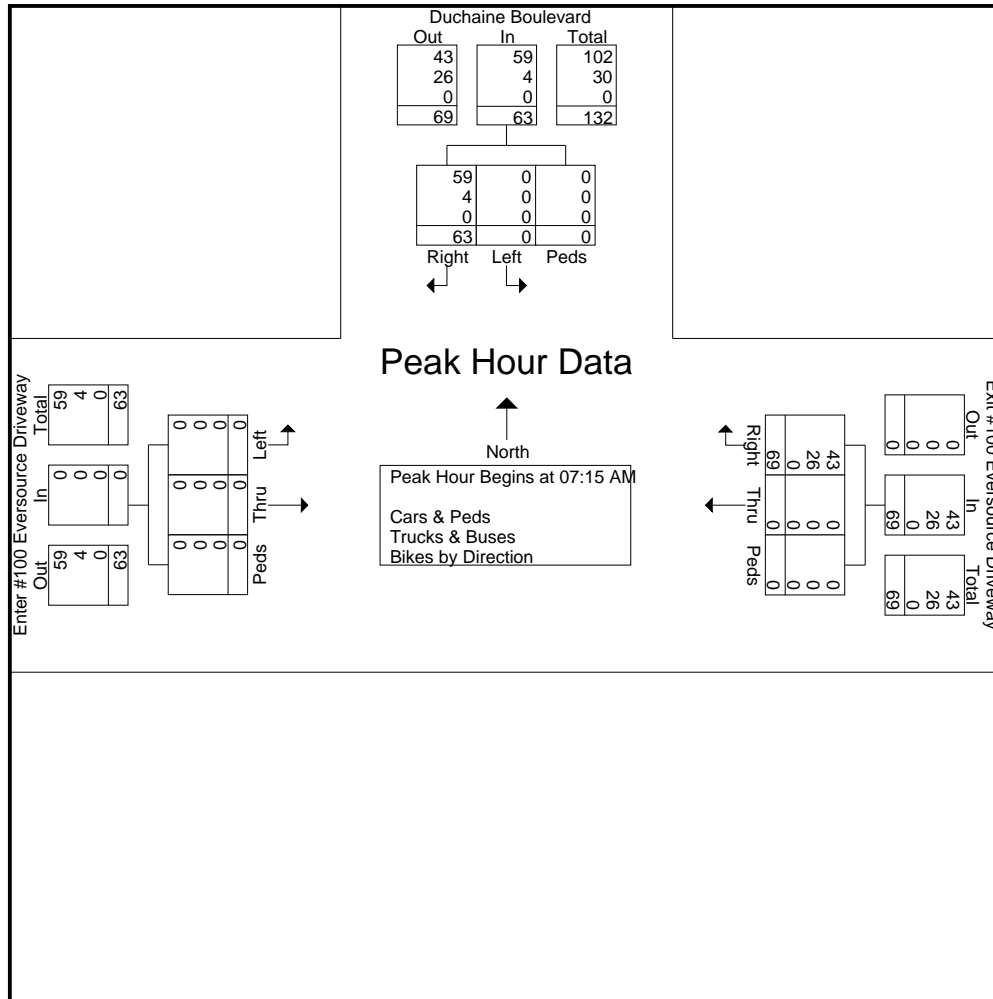 Duchaine Boulevard
Out In Total
43 59 102
26 4 30
0 0 0
69 63 132
59 0 0
4 0 0
0 0 0
63 0 0
Right Left Peds
Peak Hour Data
North
Peak Hour Begins at 07:15 AM
Cars & Peds
Trucks & Buses
Bikes by Direction
Enter #100 Eversource Driveway
Out In Total
59 0 59
4 0 4
0 0 0
63 0 63
Peds Thru Left
0 0 0
0 0 0
0 0 0
0 0 0
Exit #100 Eversource Driveway
Out In Total
0 43 43
0 26 26
0 0 0
0 69 69
Right Thru Peds
43 0 0
26 0 0
0 0 0
69 0 0